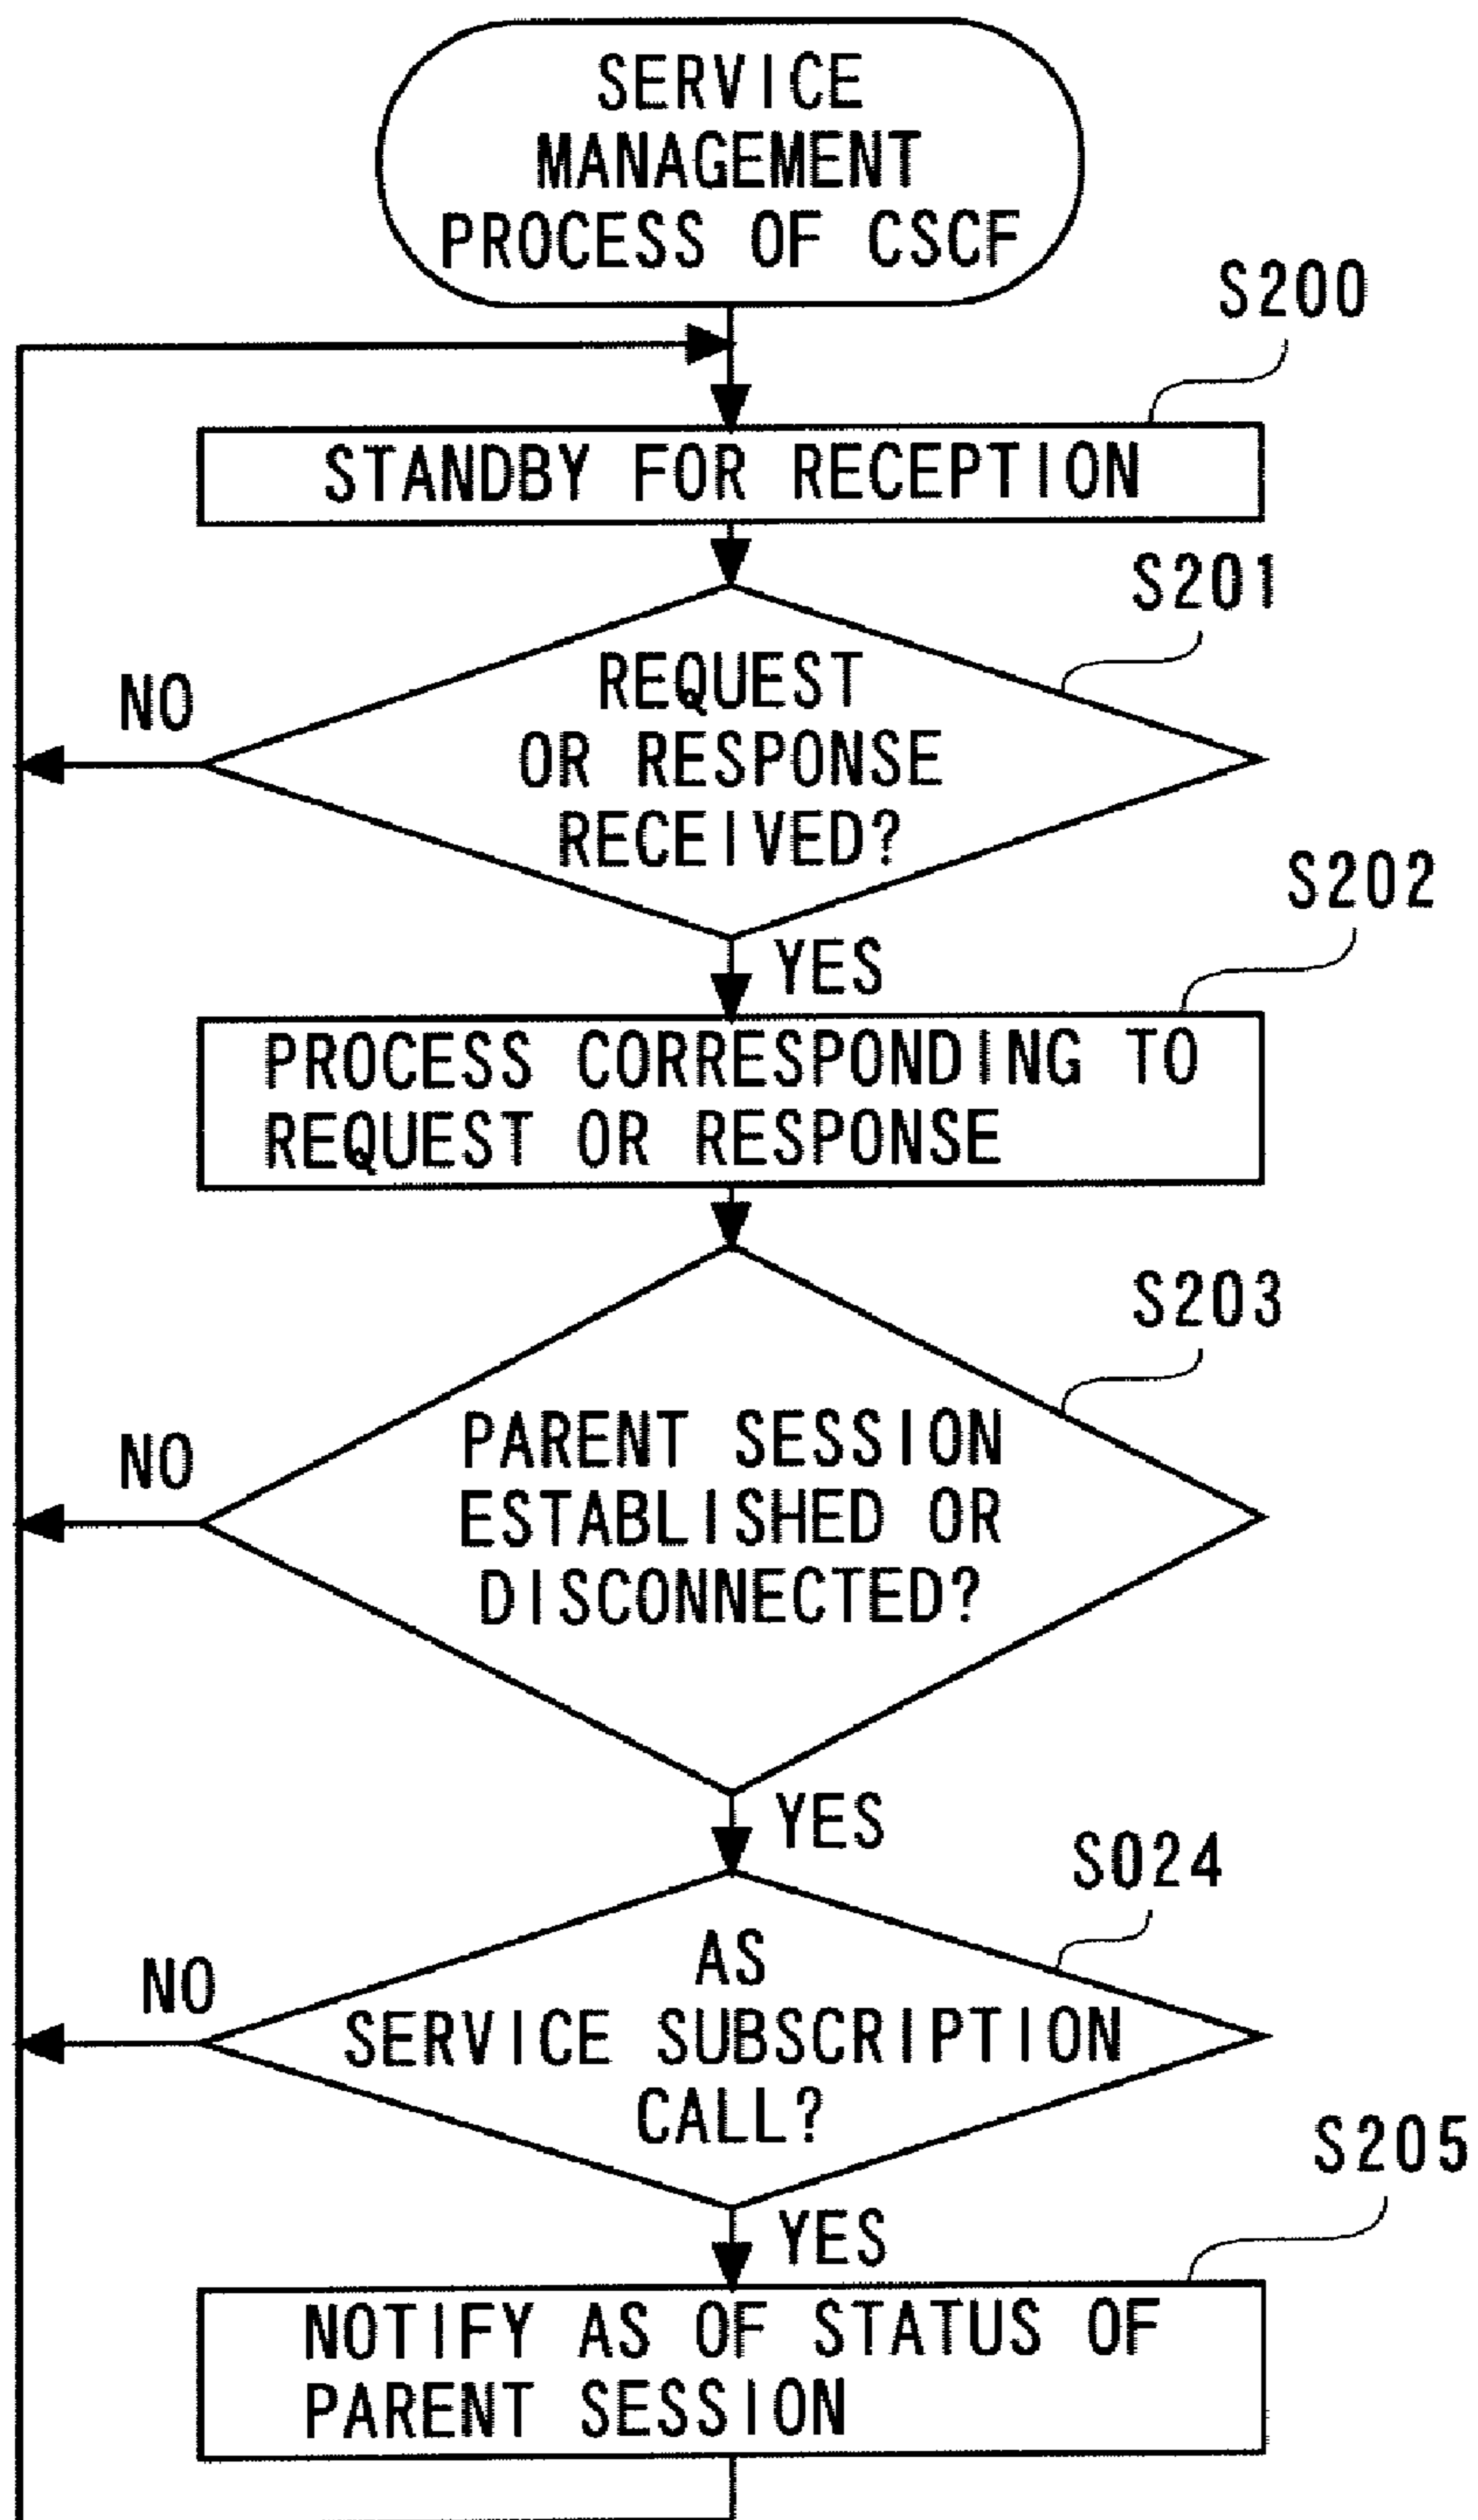 SERVICE
MANAGEMENT
PROCESS OF CSCF
S200
STANDBY FOR RECEPTION
S201
REQUEST
OR RESPONSE
RECEIVED?
NO
YES
S202
PROCESS CORRESPONDING TO
REQUEST OR RESPONSE
S203
PARENT SESSION
ESTABLISHED OR
DISCONNECTED?
NO
YES
S024
AS
SERVICE SUBSCRIPTION
CALL?
NO
YES
S205
NOTIFY AS OF STATUS OF
PARENT SESSION